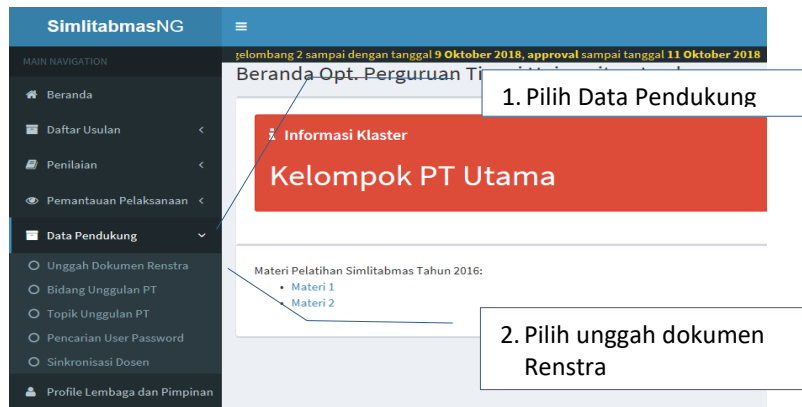 SimlitabmasNG
MAIN NAVIGATION
Beranda
Daftar Usulan
Penilaian
Pemantauan Pelaksanaan
Data Pendukung
Unggah Dokumen Renstra
Bidang Unggulan PT
Topik Unggulan PT
Pencarian User Password
Sinkronisasi Dosen
Profile Lembaga dan Pimpinan
gelombang 2 sampai dengan tanggal 9 Oktober 2018, approval sampai tanggal 11 Oktober 2018
Beranda Opt. Perguruan
1. Pilih Data Pendukung
Informasi Klaster
Kelompok PT Utama
Materi Pelatihan Simlitabmas Tahun 2016:
• Materi 1
• Materi 2
2. Pilih unggah dokumen
Renstra